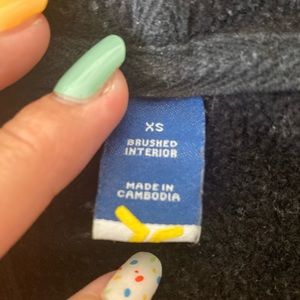 XS
BRUSHED
INTERIOR
MADE IN
CAMBODIA